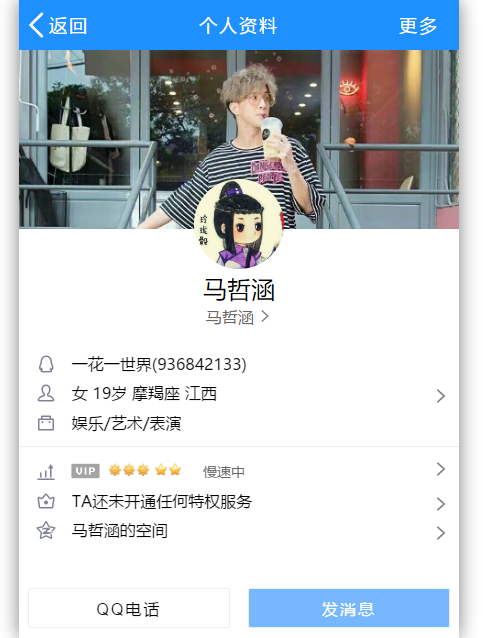 返回 个人资料 更多
玲珑骰
马哲涵
马哲涵
一花一世界(936842133)
女 19岁 摩羯座 江西
娱乐/艺术/表演
VIP 慢速中
TA还未开通任何特权服务
马哲涵的空间
QQ电话 发消息